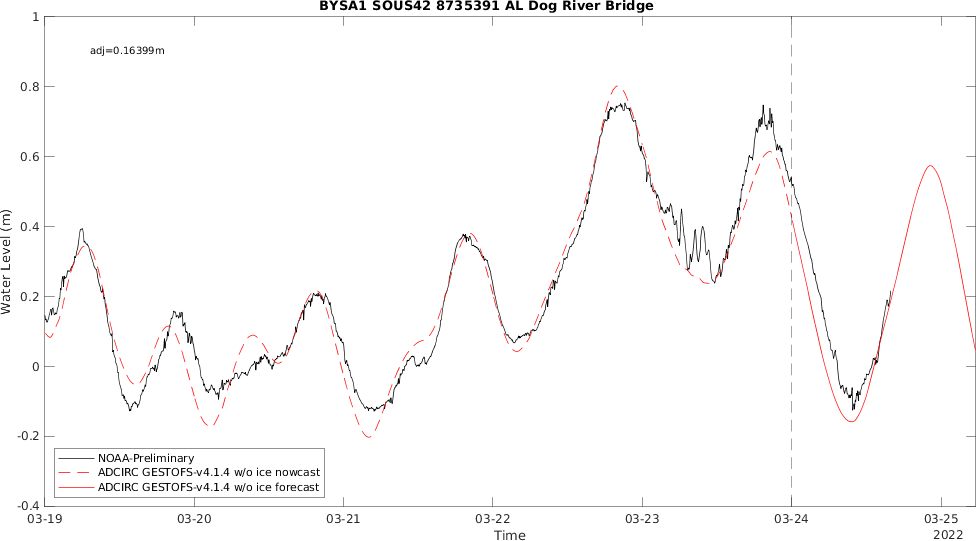 BYSA1 SOUS42 8735391 AL Dog River Bridge
adj=0.16399m
Water Level (m)
1
0.8
0.6
0.4
0.2
0
-0.2
-0.4
NOAA-Preliminary
ADCIRC GESTOFS-v4.1.4 w/o ice nowcast
ADCIRC GESTOFS-v4.1.4 w/o ice forecast
03-19 03-20 03-21 03-22 03-23 03-24 03-25
Time
2022